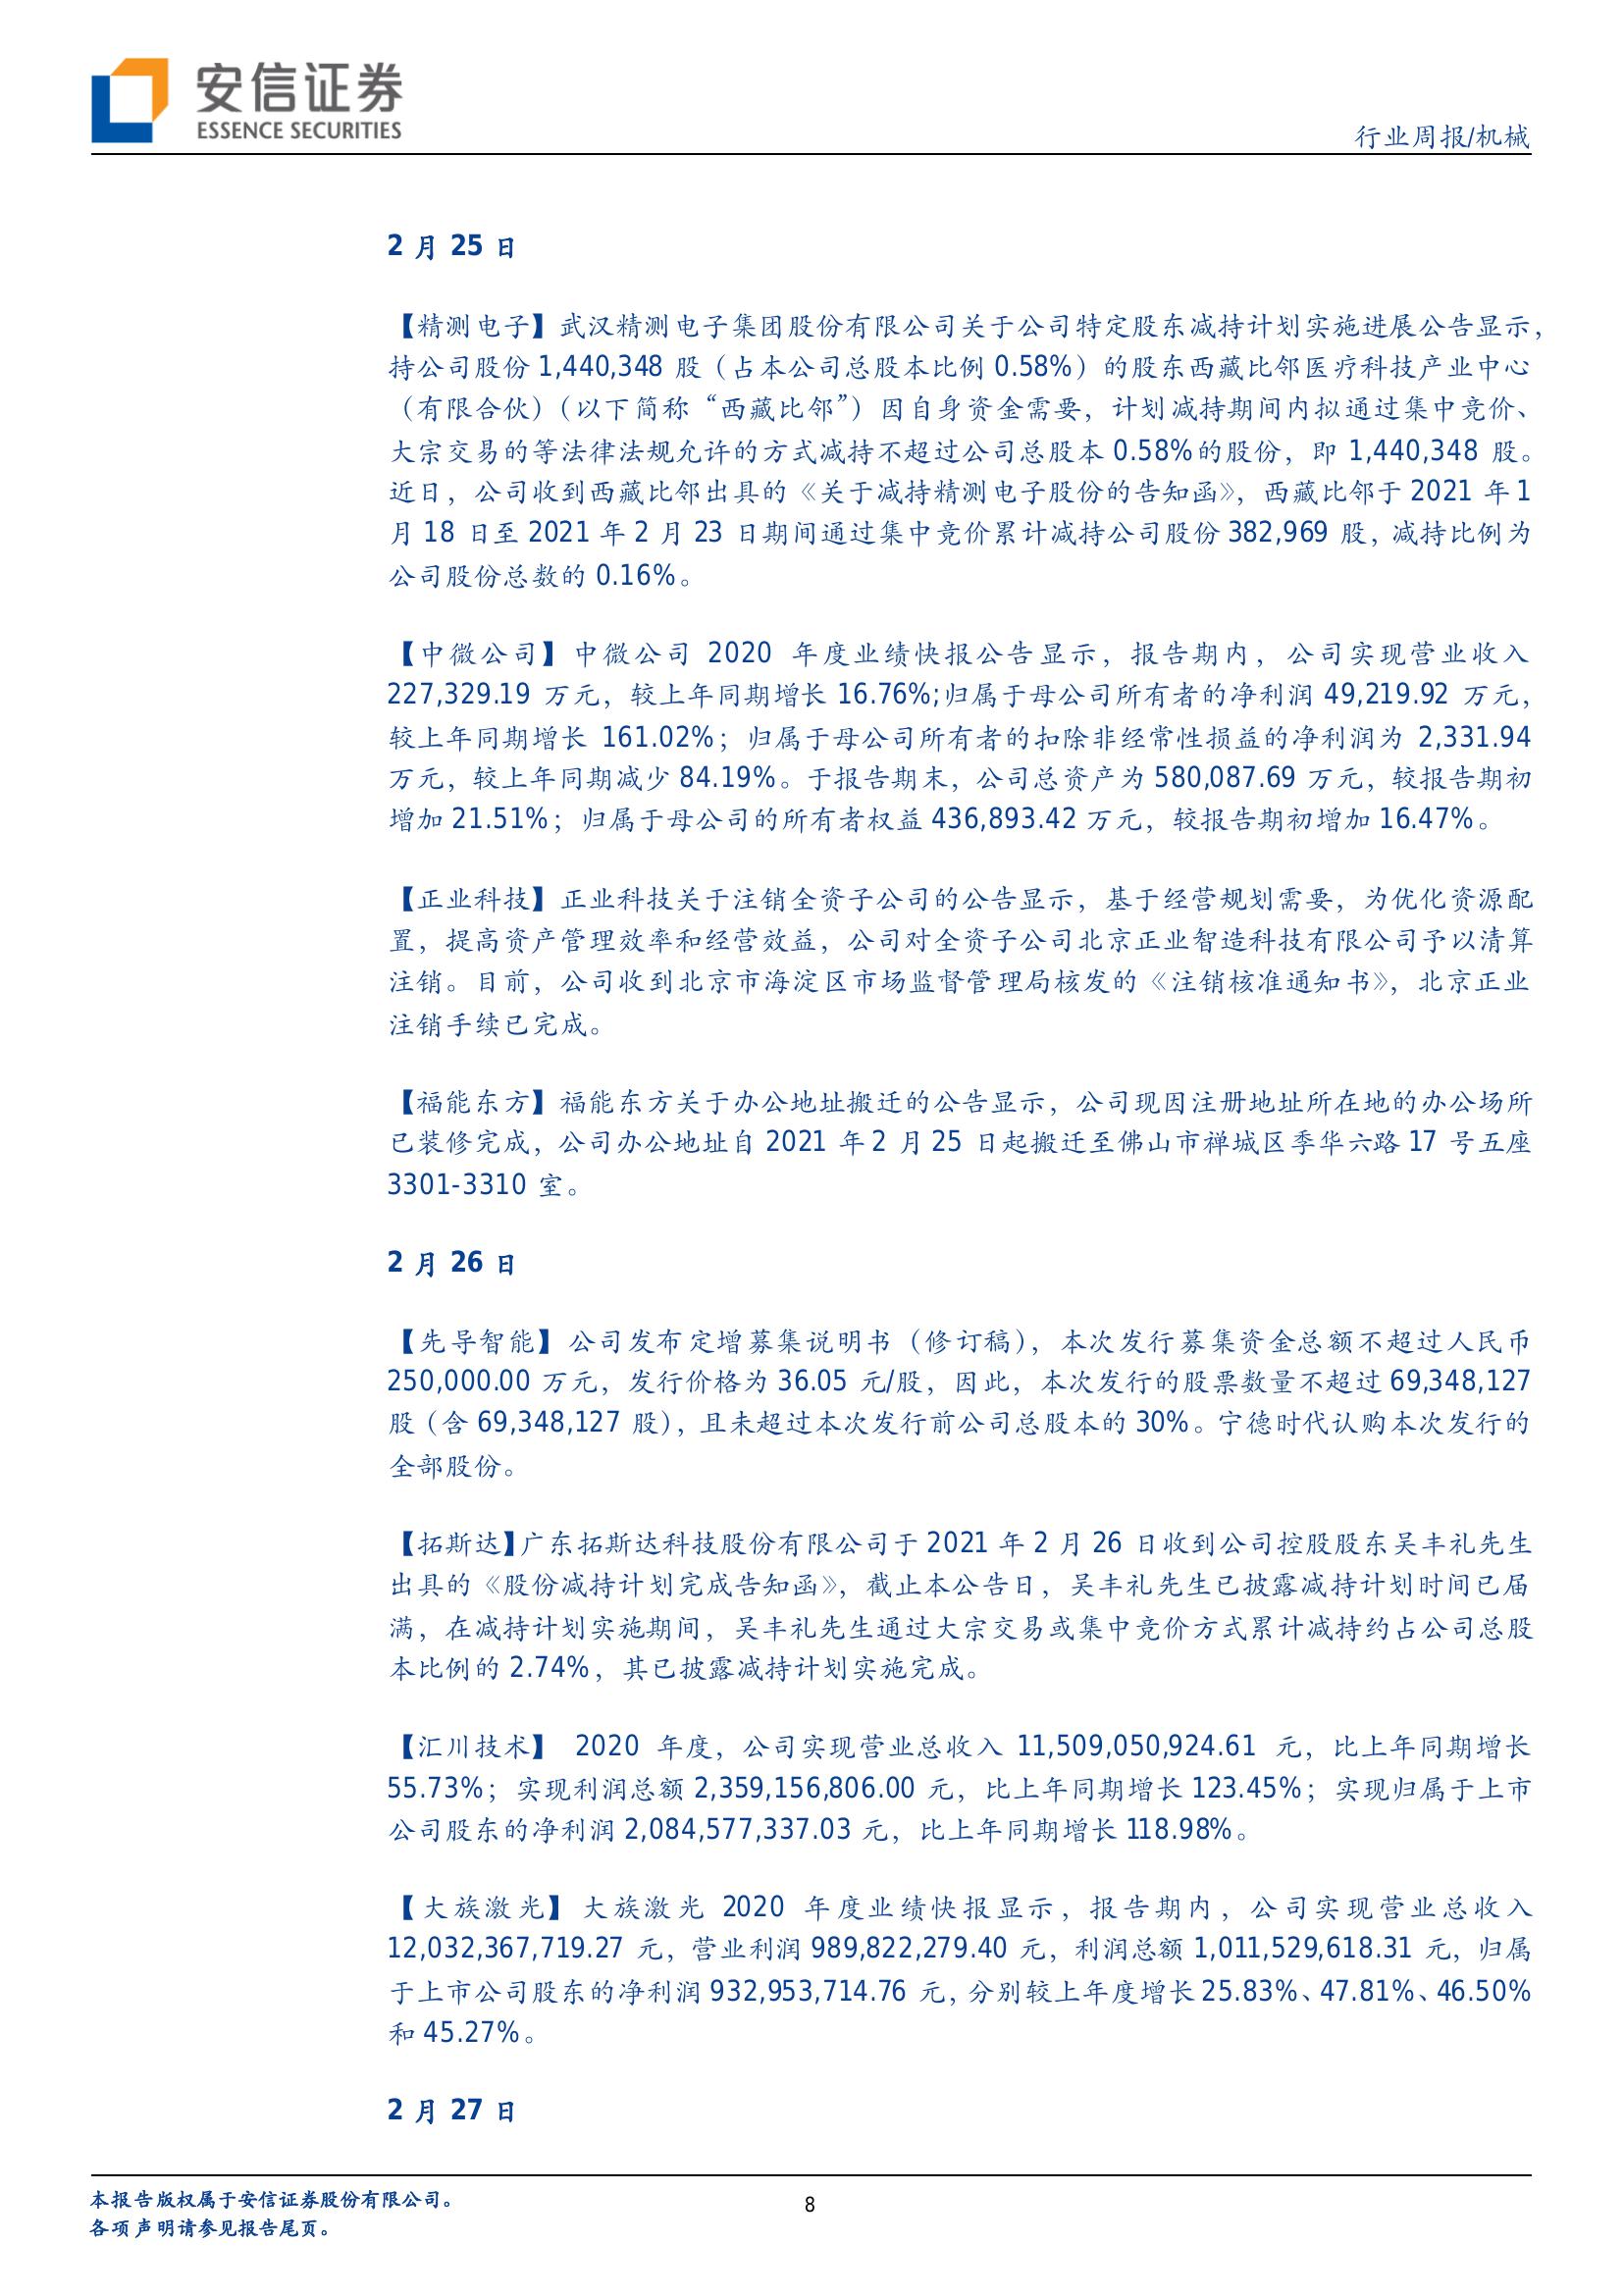 安信证券
ESSENCE SECURITIES
行业周报/机械
2 月 25 日
【精测电子】武汉精测电子集团股份有限公司关于公司特定股东减持计划实施进展公告显示，
持公司股份 1,440,348 股（占本公司总股本比例 0.58%）的股东西藏比邻医疗科技产业中心
（有限合伙）（以下简称“西藏比邻”）因自身资金需要，计划减持期间内拟通过集中竞价、
大宗交易的等法律法规允许的方式减持不超过公司总股本 0.58%的股份，即 1,440,348 股。
近日，公司收到西藏比邻出具的《关于减持精测电子股份的告知函》，西藏比邻于 2021 年 1
月 18 日至 2021 年 2 月 23 日期间通过集中竞价累计减持公司股份 382,969 股，减持比例为
公司股份总数的 0.16%。
【中微公司】中微公司 2020 年度业绩快报公告显示，报告期内，公司实现营业收入
227,329.19 万元，较上年同期增长 16.76%;归属于母公司所有者的净利润 49,219.92 万元，
较上年同期增长 161.02%；归属于母公司所有者的扣除非经常性损益的净利润为 2,331.94
万元，较上年同期减少 84.19%。于报告期末，公司总资产为 580,087.69 万元，较报告期初
增加 21.51%；归属于母公司的所有者权益 436,893.42 万元，较报告期初增加 16.47%。
【正业科技】正业科技关于注销全资子公司的公告显示，基于经营规划需要，为优化资源配
置，提高资产管理效率和经营效益，公司对全资子公司北京正业智造科技有限公司予以清算
注销。目前，公司收到北京市海淀区市场监督管理局核发的《注销核准通知书》，北京正业
注销手续已完成。
【福能东方】福能东方关于办公地址搬迁的公告显示，公司现因注册地址所在地的办公场所
已装修完成，公司办公地址自 2021 年 2 月 25 日起搬迁至佛山市禅城区季华六路 17 号五座
3301-3310 室。
2 月 26 日
【先导智能】公司发布定增募集说明书（修订稿），本次发行募集资金总额不超过人民币
250,000.00 万元，发行价格为 36.05 元/股，因此，本次发行的股票数量不超过 69,348,127
股（含 69,348,127 股），且未超过本次发行前公司总股本的 30%。宁德时代认购本次发行的
全部股份。
【拓斯达】广东拓斯达科技股份有限公司于 2021 年 2 月 26 日收到公司控股股东吴丰礼先生
出具的《股份减持计划完成告知函》，截止本公告日，吴丰礼先生已披露减持计划时间已届
满，在减持计划实施期间，吴丰礼先生通过大宗交易或集中竞价方式累计减持约占公司总股
本比例的 2.74%，其已披露减持计划实施完成。
【汇川技术】 2020 年度，公司实现营业总收入 11,509,050,924.61 元，比上年同期增长
55.73%；实现利润总额 2,359,156,806.00 元，比上年同期增长 123.45%；实现归属于上市
公司股东的净利润 2,084,577,337.03 元，比上年同期增长 118.98%。
【大族激光】大族激光 2020 年度业绩快报显示，报告期内，公司实现营业总收入
12,032,367,719.27 元，营业利润 989,822,279.40 元，利润总额 1,011,529,618.31 元，归属
于上市公司股东的净利润 932,953,714.76 元，分别较上年度增长 25.83%、47.81%、46.50%
和 45.27%。
2 月 27 日
本报告版权属于安信证券股份有限公司。
各项声明请参见报告尾页。
8